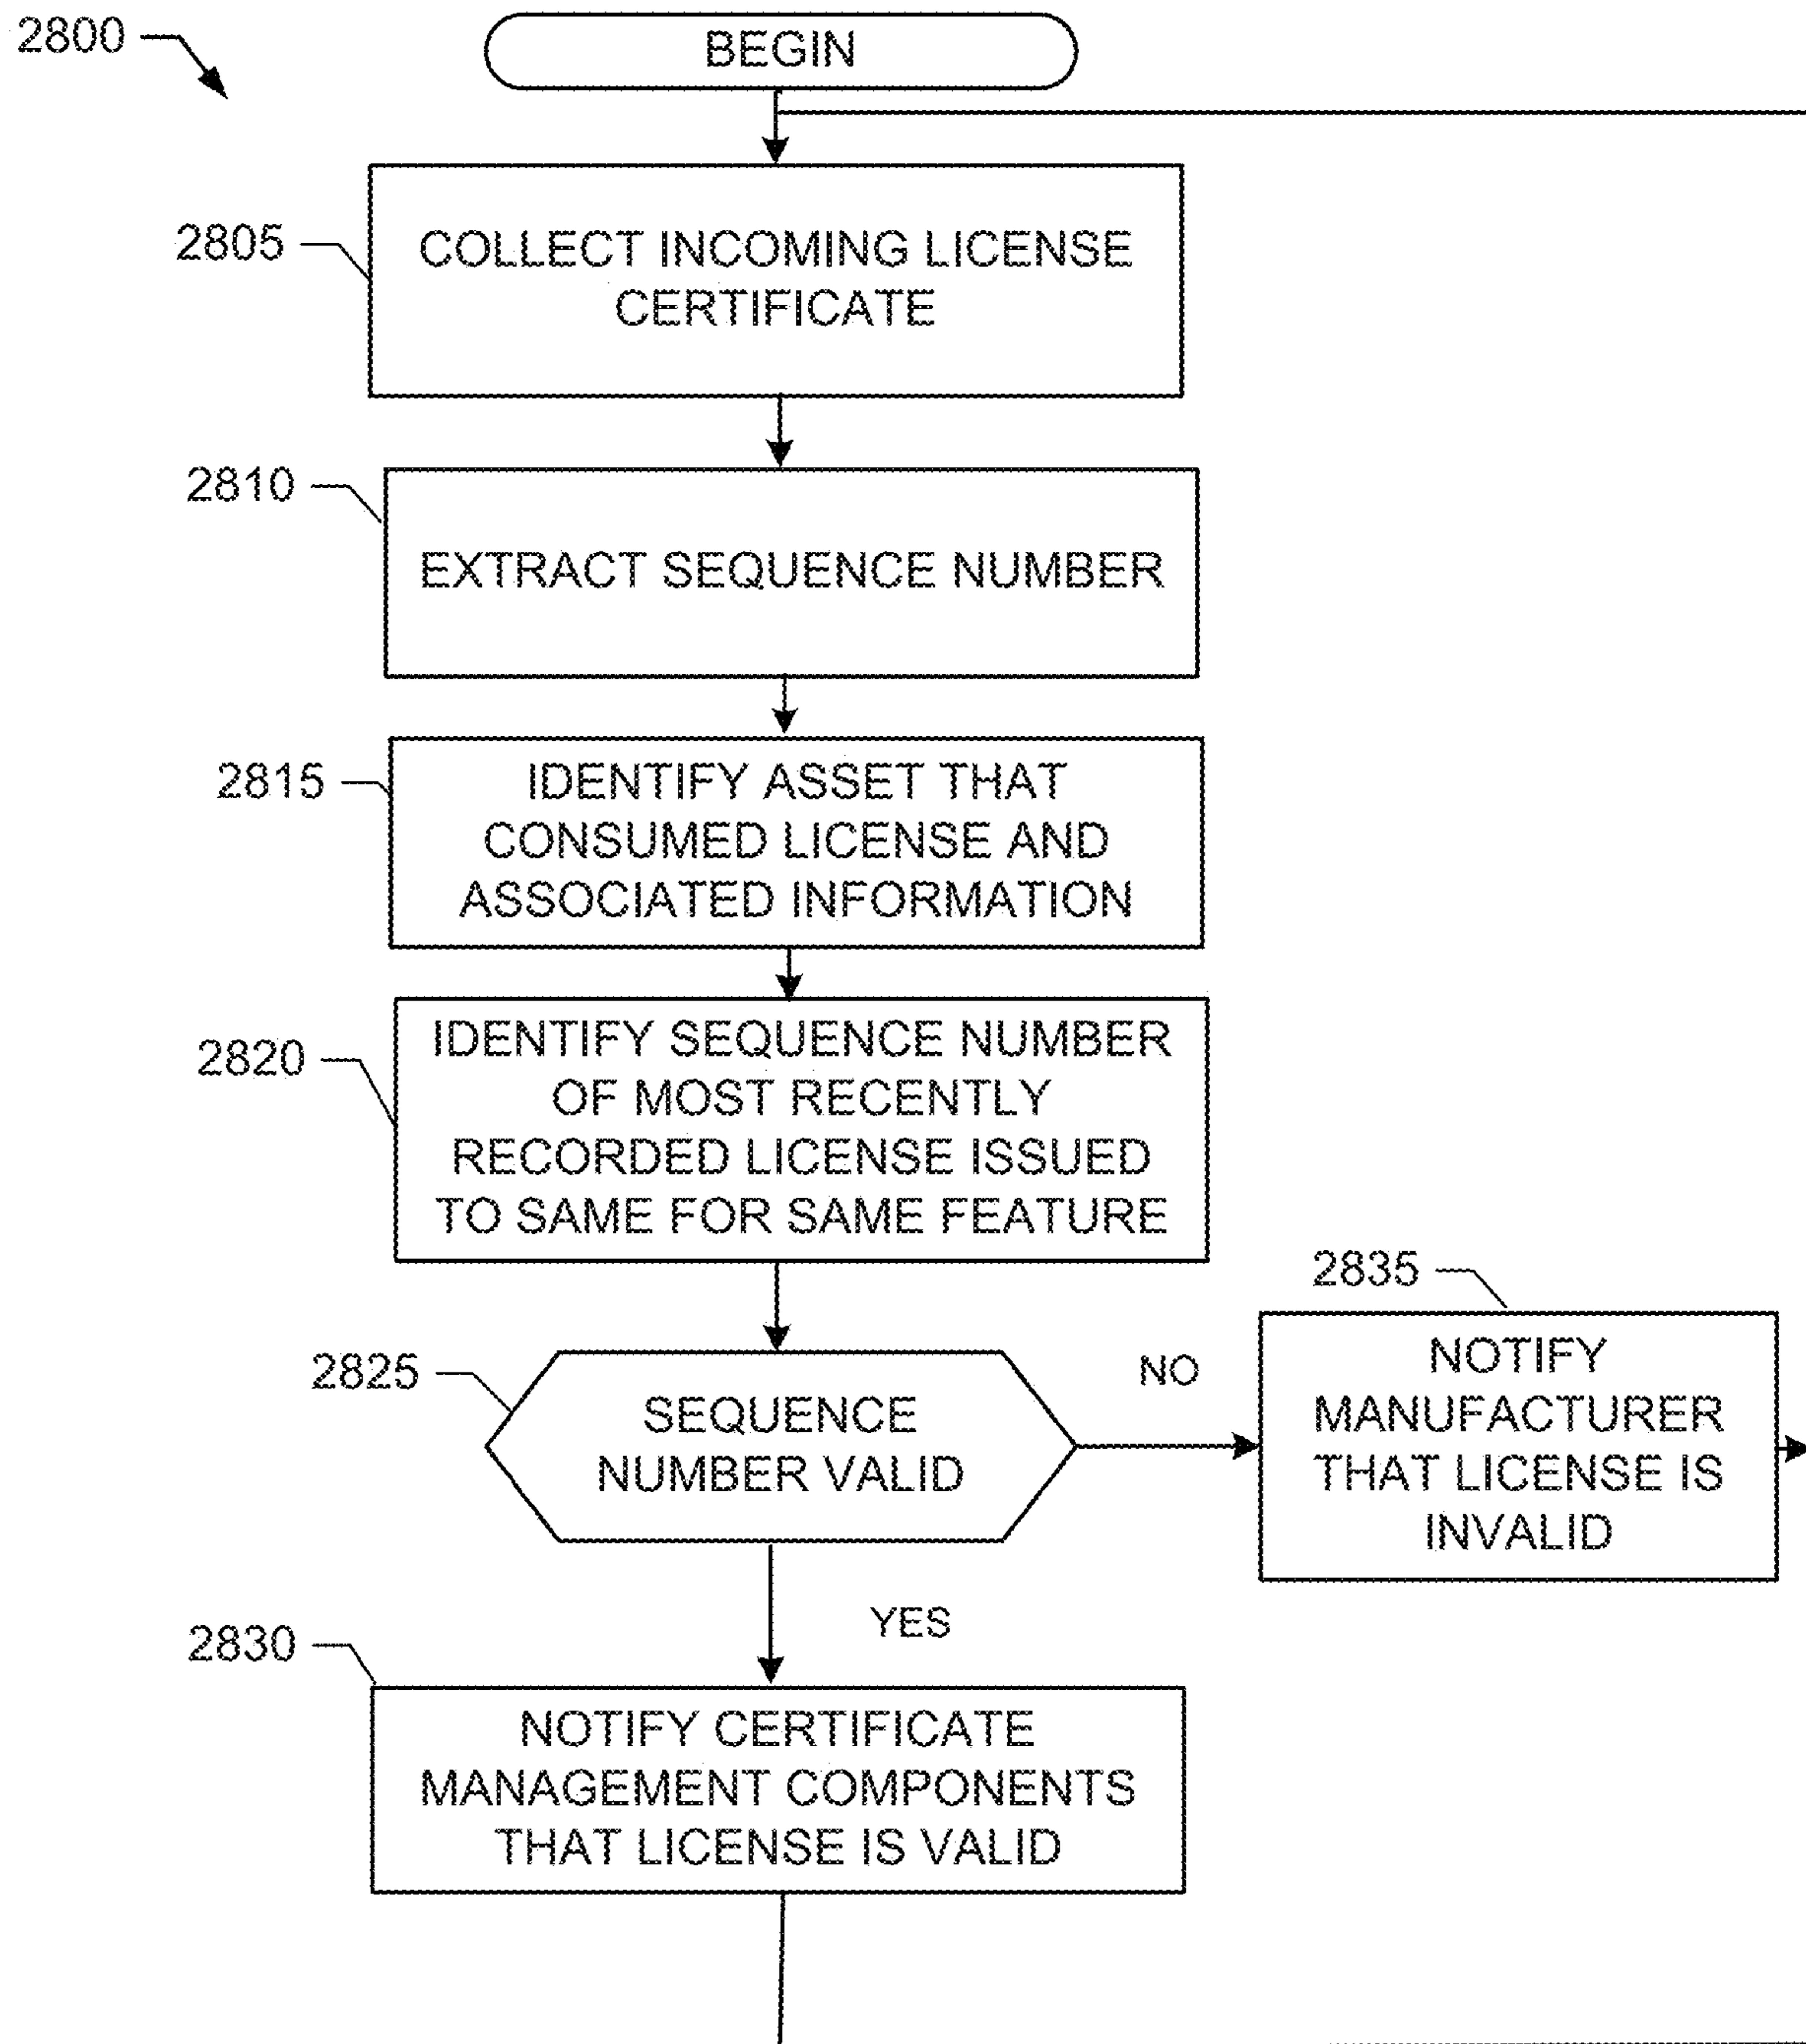 2800
BEGIN
2805
COLLECT INCOMING LICENSE
CERTIFICATE
2810
EXTRACT SEQUENCE NUMBER
2815
IDENTIFY ASSET THAT
CONSUMED LICENSE AND
ASSOCIATED INFORMATION
2820
IDENTIFY SEQUENCE NUMBER
OF MOST RECENTLY
RECORDED LICENSE ISSUED
TO SAME FOR SAME FEATURE
2825
SEQUENCE
NUMBER VALID
NO
2835
NOTIFY
MANUFACTURER
THAT LICENSE IS
INVALID
YES
2830
NOTIFY CERTIFICATE
MANAGEMENT COMPONENTS
THAT LICENSE IS VALID